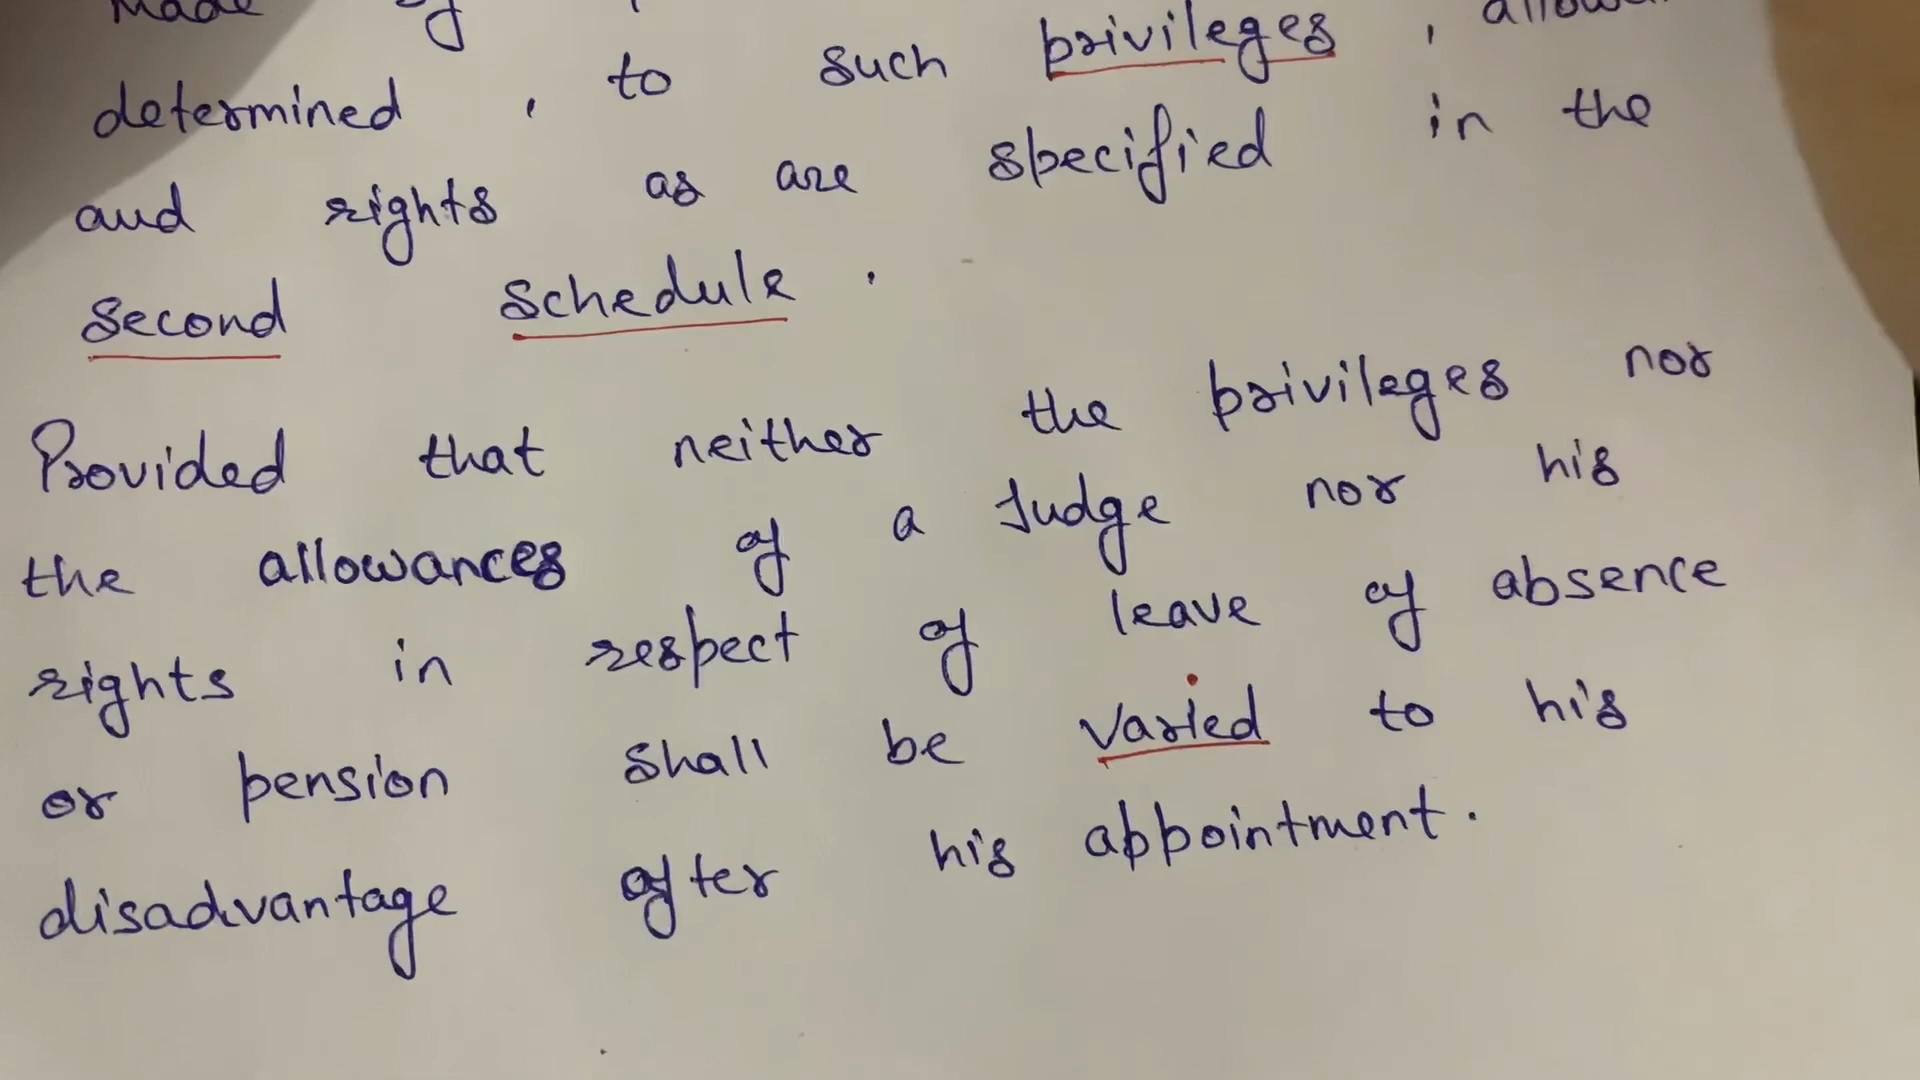 made
determined , to such privileges ,
and rights as are specified in the
second schedule .
Provided that neither the privileges nor
the allowances of a Judge nor his
rights in respect of leave of absence
or pension shall be varied to his
disadvantage after his appointment.